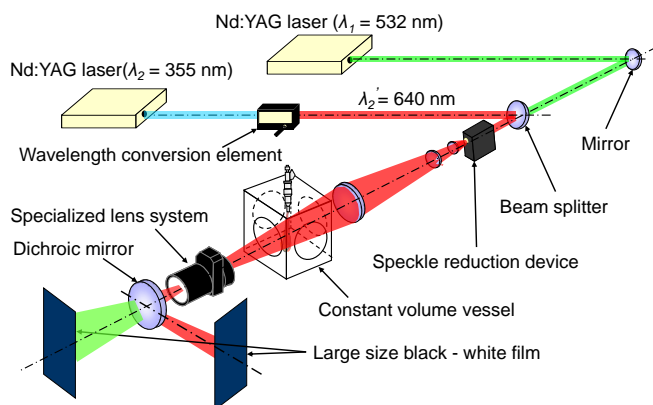 Nd:YAG laser (λ1 = 532 nm)
Nd:YAG laser(λ2 = 355 nm)
λ2' = 640 nm
Wavelength conversion element
Mirror
Beam splitter
Specialized lens system
Dichroic mirror
Speckle reduction device
Constant volume vessel
Large size black - white film